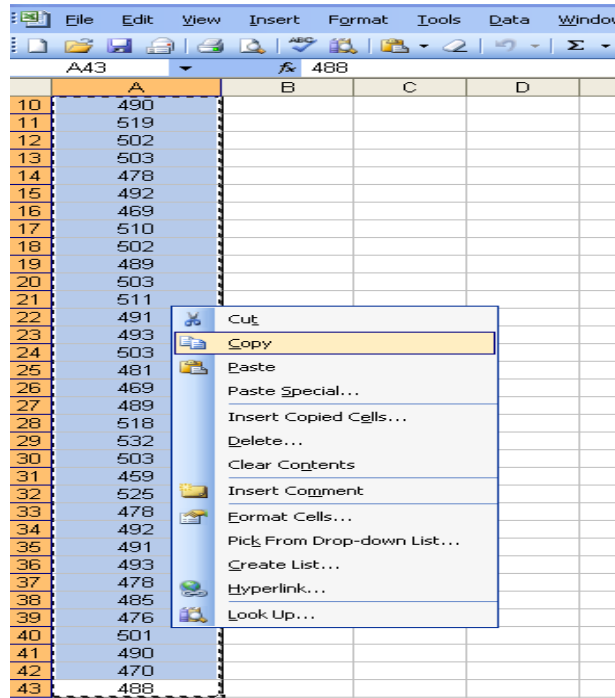 File Edit View Insert Format Tools Data Window
ABC Σ
A43 fx 488
A B C D
10 490
11 519
12 502
13 503
14 478
15 492
16 469
17 510
18 502
19 489
20 503
21 511
22 491 Cut
23 493
24 503 Copy
25 481 Paste
26 469 Paste Special...
27 489
28 518 Insert Copied Cells...
29 532 Delete...
30 503 Clear Contents
31 459
32 525 Insert Comment
33 478 Format Cells...
34 492
35 491 Pick From Drop-down List...
36 493 Create List...
37 478 Hyperlink...
38 485
39 476 Look Up...
40 501
41 490
42 470
43 488